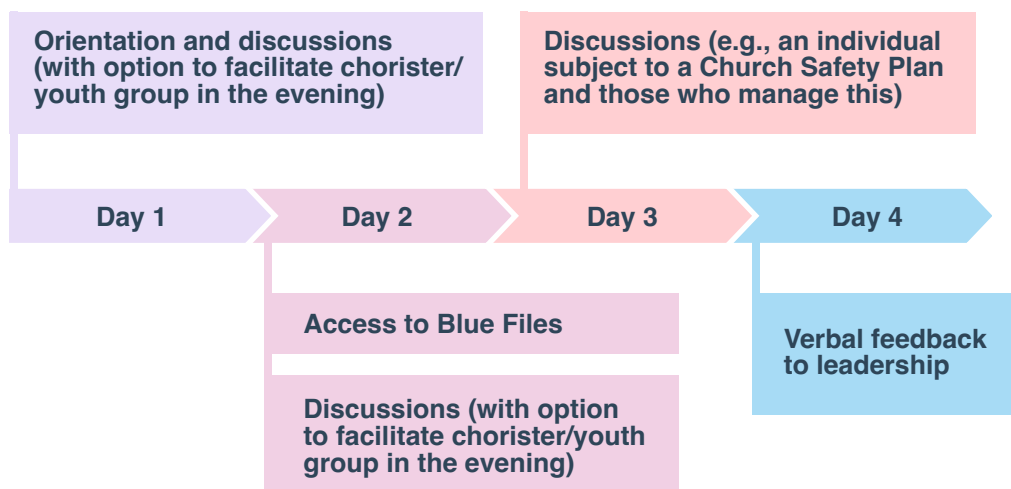 Orientation and discussions
(with option to facilitate chorister/
youth group in the evening)
Discussions (e.g., an individual
subject to a Church Safety Plan
and those who manage this)
Day 1
Day 2
Day 3
Day 4
Access to Blue Files
Discussions (with option
to facilitate chorister/youth
group in the evening)
Verbal feedback
to leadership